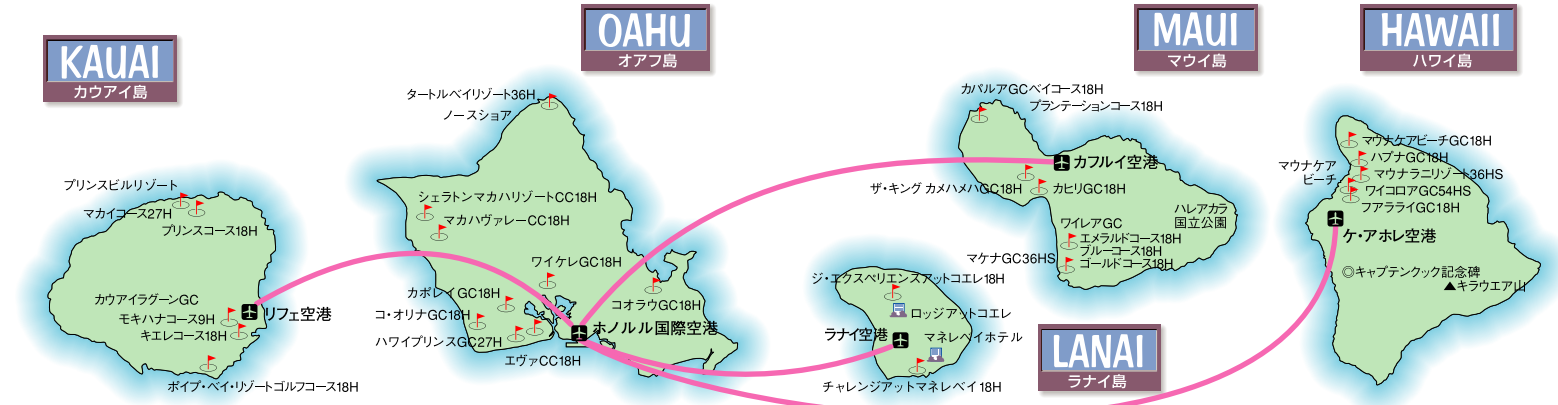 KAUAI
カウアイ島
プリンスビルリゾート
マカイコース27H
プリンスコース18H
カウアイラグーンGC
モキハナコース9H
キエレコース18H
リフェ空港
ポイプ・ベイ・リゾートゴルフコース18H
OAHU
オアフ島
タートルベイリゾート36H
ノースショア
シェラトンマカハリゾートCC18H
マカハヴァレーCC18H
ワイケレGC18H
カポレイGC18H
コオラウGC18H
コ・オリナGC18H
ホノルル国際空港
ハワイプリンスGC27H
エヴァCC18H
MAUI
マウイ島
カパルアGCベイコース18H
プランテーションコース18H
カフルイ空港
ザ・キング カメハメハGC18H
カヒリGC18H
ハレアカラ
国立公園
ワイレアGC
エメラルドコース18H
ブルーコース18H
ゴールドコース18H
マケナGC36HS
ジ・エクスペリエンスアットコエレ18H
ロッジアットコエレ
ラナイ空港
マネレベイホテル
チャレンジアットマネレベイ18H
LANAI
ラナイ島
HAWAII
ハワイ島
マウナケアビーチGC18H
ハプナGC18H
マウナケア
ビーチ
マウナラニリゾート36HS
ワイコロアGC54HS
フアラライGC18H
ケ・アホレ空港
◎キャプテンクック記念碑
▲キラウエア山